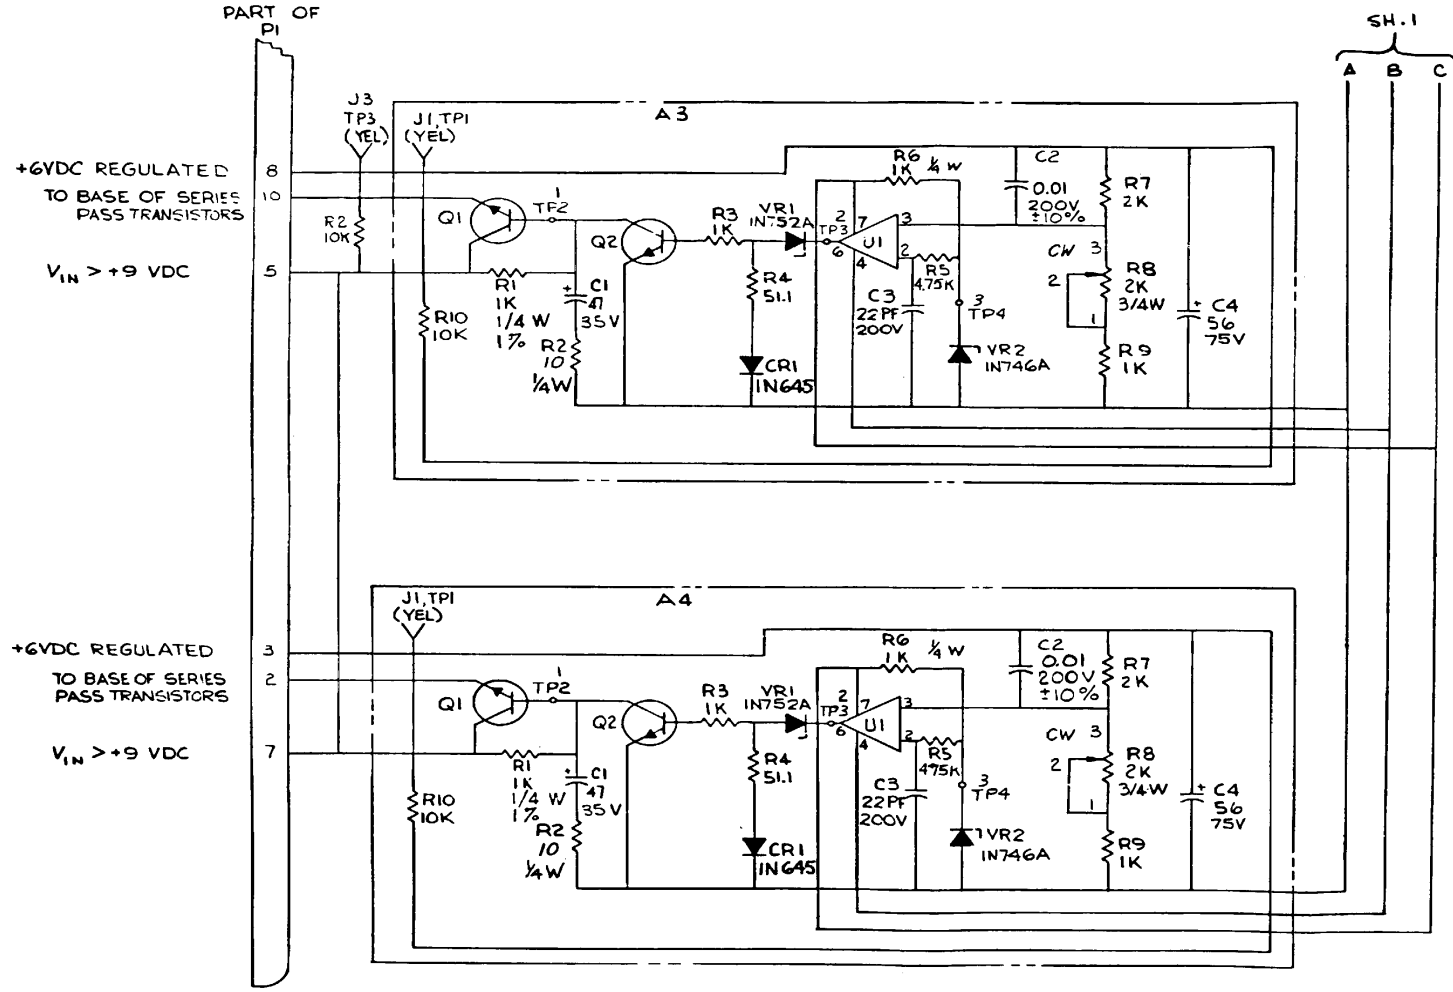 PART OF
P1
SH.1
A B C
J3
TP3
(YEL)
J1,TP1
(YEL)
A3
+6VDC REGULATED
8
TO BASE OF SERIES
PASS TRANSISTORS
10
R2
10K
VIN > +9 VDC
5
Q1
1
TP2
Q2
R1
1K
1/4 W
1%
C1
+
47
35V
R2
10
1/4W
R10
10K
R3
1K
VR1
1N752A
R4
51.1
CR1
1N645
2
TP3
6
7
U1
4
3
2
R6
1K
1/4 W
R5
4.75K
C3
22PF
200V
3
TP4
VR2
1N746A
C2
0.01
200V
±10%
R7
2K
CW 3
2
1
R8
2K
3/4W
R9
1K
+
C4
56
75V
A4
J1,TP1
(YEL)
+6VDC REGULATED
3
TO BASE OF SERIES
PASS TRANSISTORS
2
VIN > +9 VDC
7
Q1
1
TP2
Q2
R1
1K
1/4 W
1%
C1
+
47
35V
R2
10
1/4W
R10
10K
R3
1K
VR1
1N752A
R4
51.1
CR1
1N645
2
TP3
6
7
U1
4
3
2
R6
1K
1/4 W
R5
475K
C3
22PF
200V
3
TP4
VR2
1N746A
C2
0.01
200V
±10%
R7
2K
CW 3
2
1
R8
2K
3/4W
R9
1K
+
C4
56
75V